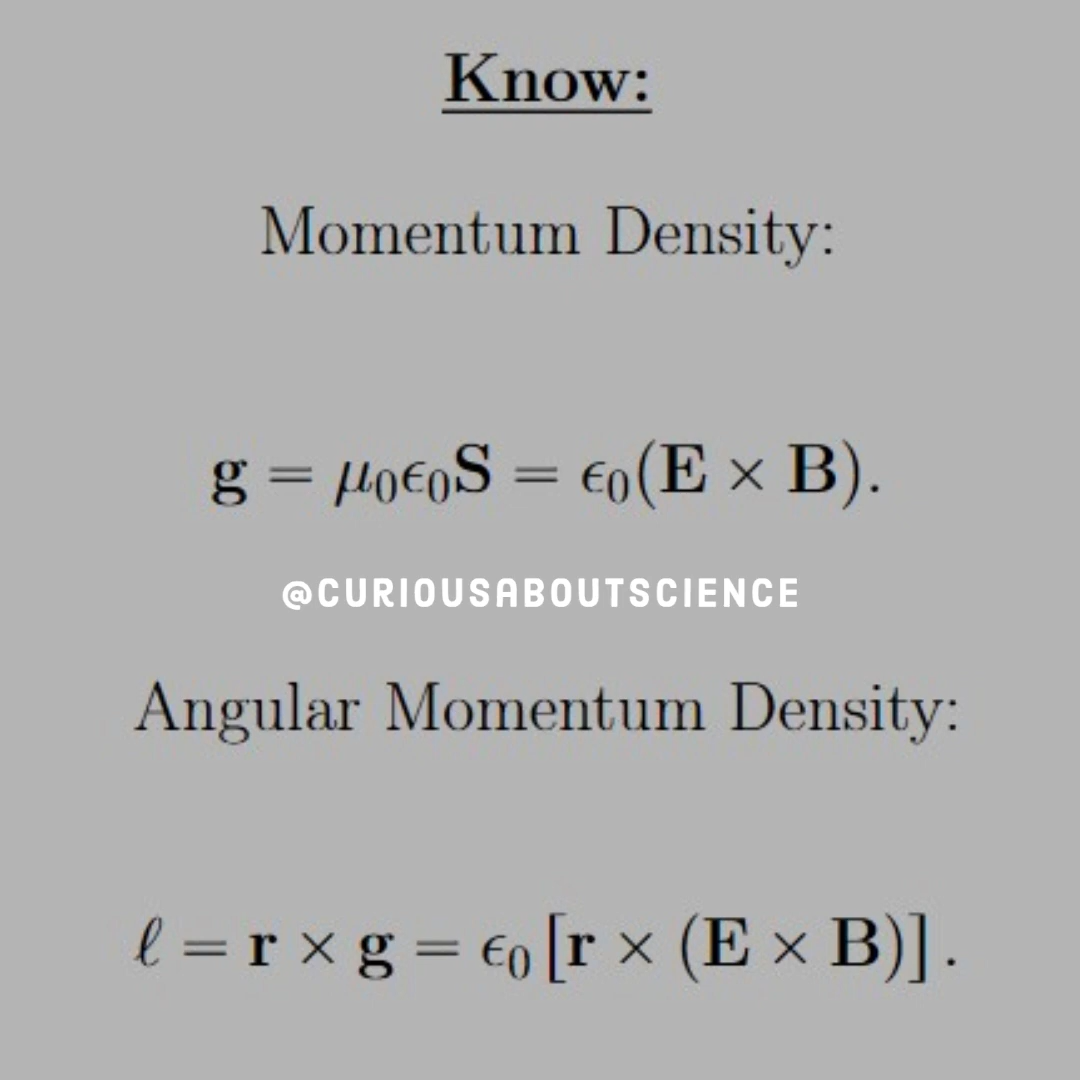 Know:
Momentum Density:
g = μ₀ϵ₀S = ϵ₀(E × B).
@CURIOUSABOUTSCIENCE
Angular Momentum Density:
ℓ = r × g = ϵ₀ [r × (E × B)] .